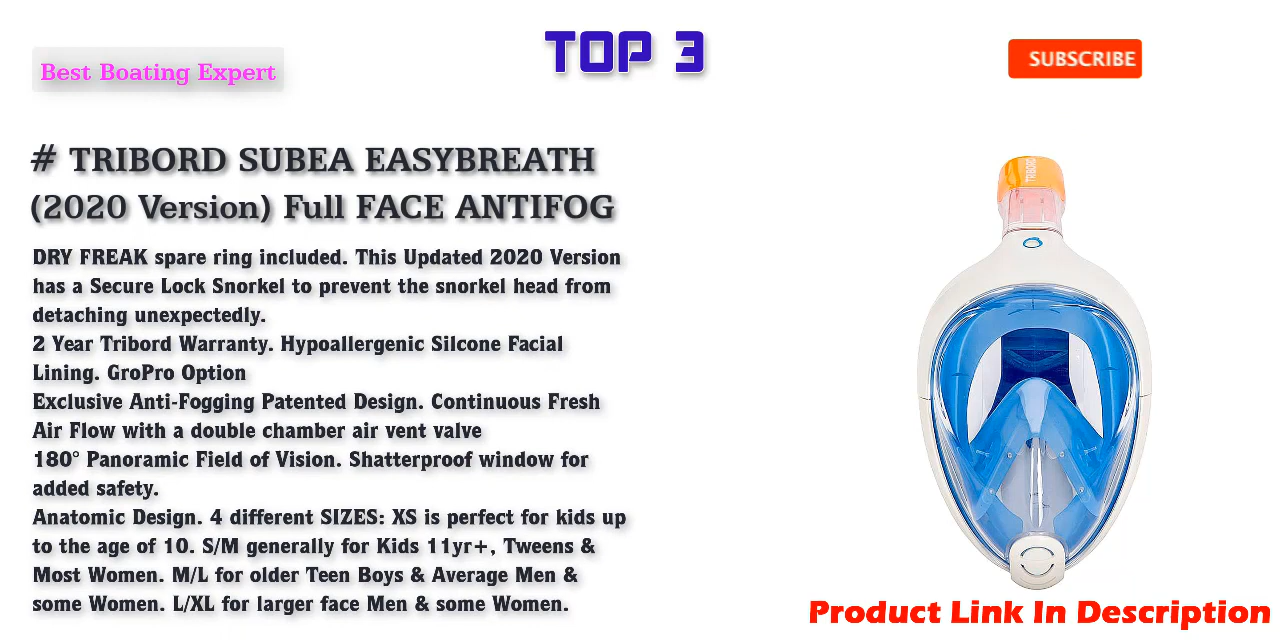 TOP 3
Best Boating Expert
SUBSCRIBE
# TRIBORD SUBEA EASYBREATH
(2020 Version) Full FACE ANTIFOG
DRY FREAK spare ring included. This Updated 2020 Version
has a Secure Lock Snorkel to prevent the snorkel head from
detaching unexpectedly.
2 Year Tribord Warranty. Hypoallergenic Silcone Facial
Lining. GroPro Option
Exclusive Anti-Fogging Patented Design. Continuous Fresh
Air Flow with a double chamber air vent valve
180° Panoramic Field of Vision. Shatterproof window for
added safety.
Anatomic Design. 4 different SIZES: XS is perfect for kids up
to the age of 10. S/M generally for Kids 11yr+, Tweens &
Most Women. M/L for older Teen Boys & Average Men &
some Women. L/XL for larger face Men & some Women.
TRIBORD
Product Link In Description